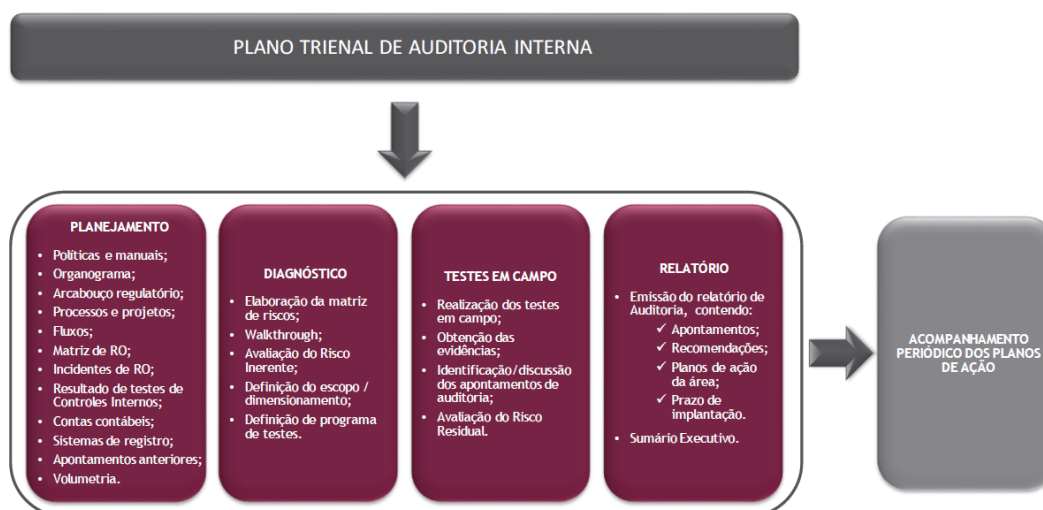 PLANO TRIENAL DE AUDITORIA INTERNA
PLANEJAMENTO
• Políticas e manuais;
• Organograma;
• Arcabouço regulatório;
• Processos e projetos;
• Fluxos;
• Matriz de RO;
• Incidentes de RO;
• Resultado de testes de
Controles Internos;
• Contas contábeis;
• Sistemas de registro;
• Apontamentos anteriores;
• Volumetria.
DIAGNÓSTICO
• Elaboração da matriz
de riscos;
• Walkthrough;
• Avaliação do Risco
Inerente;
• Definição do escopo /
dimensionamento;
• Definição de programa
de testes.
TESTES EM CAMPO
• Realização dos testes
em campo;
• Obtenção das
evidências;
• Identificação/discussão
dos apontamentos de
auditoria;
• Avaliação do Risco
Residual.
RELATÓRIO
• Emissão do relatório de
Auditoria, contendo:
✓ Apontamentos;
✓ Recomendações;
✓ Planos de ação
da área;
✓ Prazo de
implantação.
• Sumário Executivo.
ACOMPANHAMENTO
PERIÓDICO DOS PLANOS
DE AÇÃO